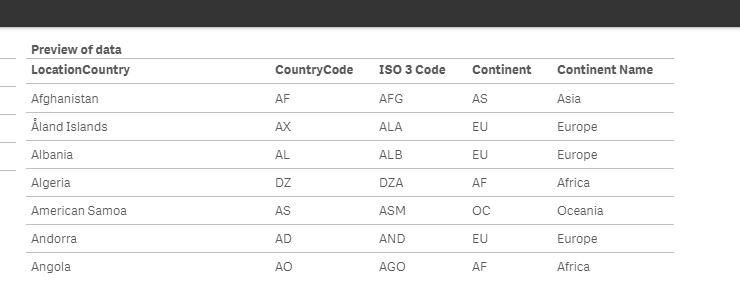 Preview of data
LocationCountry CountryCode ISO 3 Code Continent Continent Name
Afghanistan AF AFG AS Asia
Åland Islands AX ALA EU Europe
Albania AL ALB EU Europe
Algeria DZ DZA AF Africa
American Samoa AS ASM OC Oceania
Andorra AD AND EU Europe
Angola AO AGO AF Africa